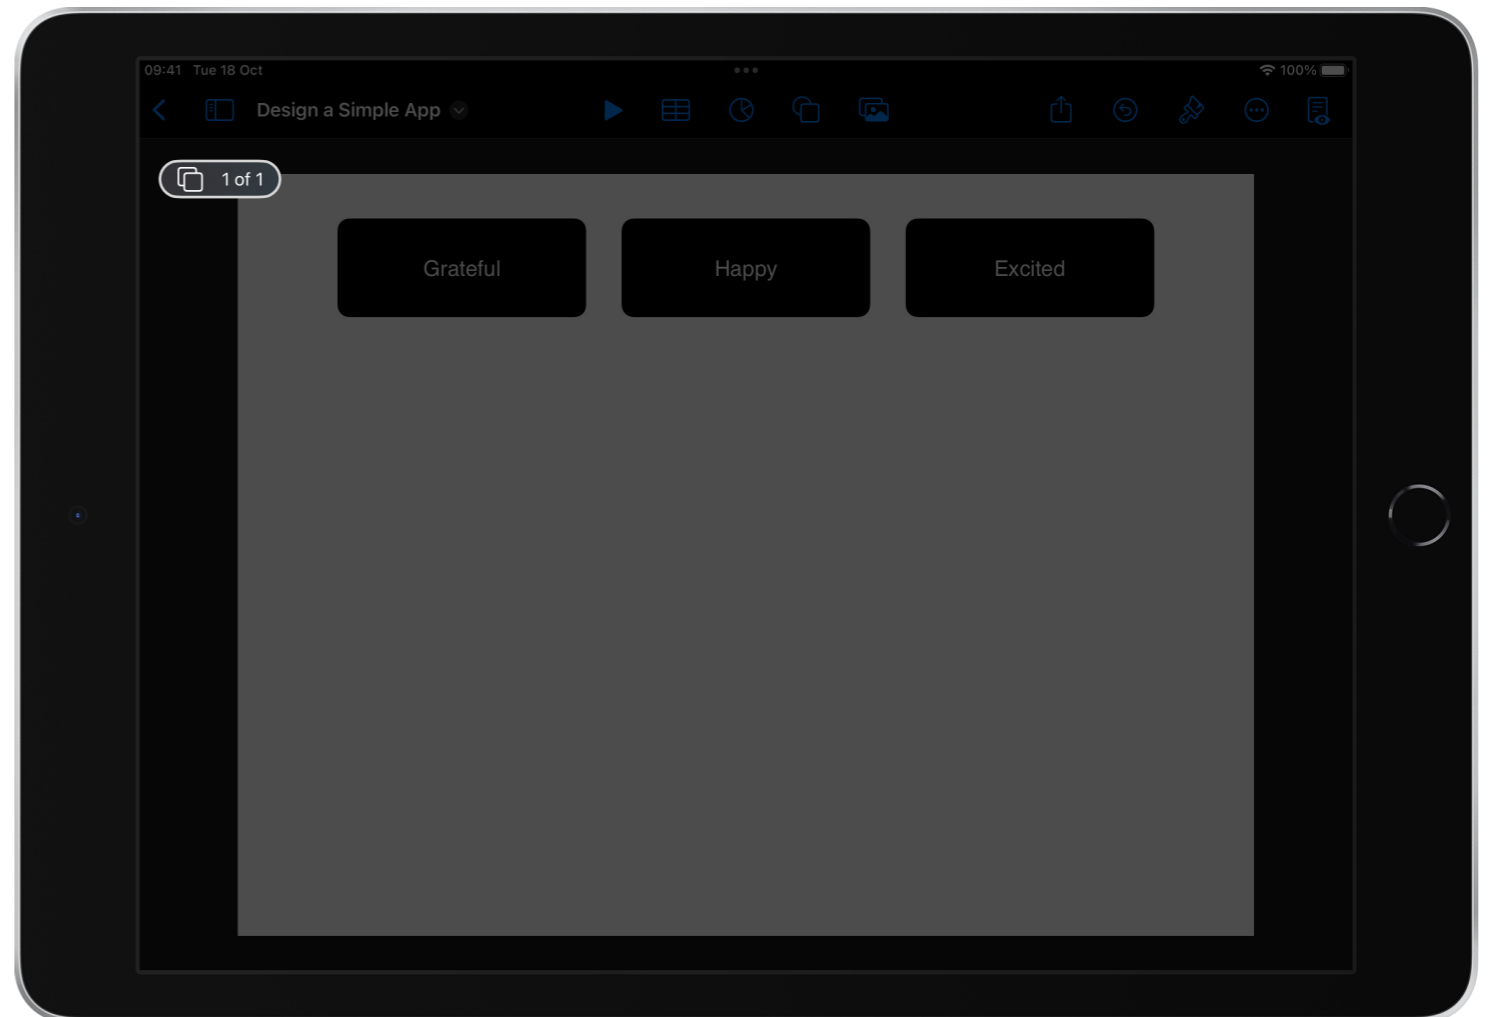 09:41 Tue 18 Oct
100%
Design a Simple App
1 of 1
Grateful
Happy
Excited